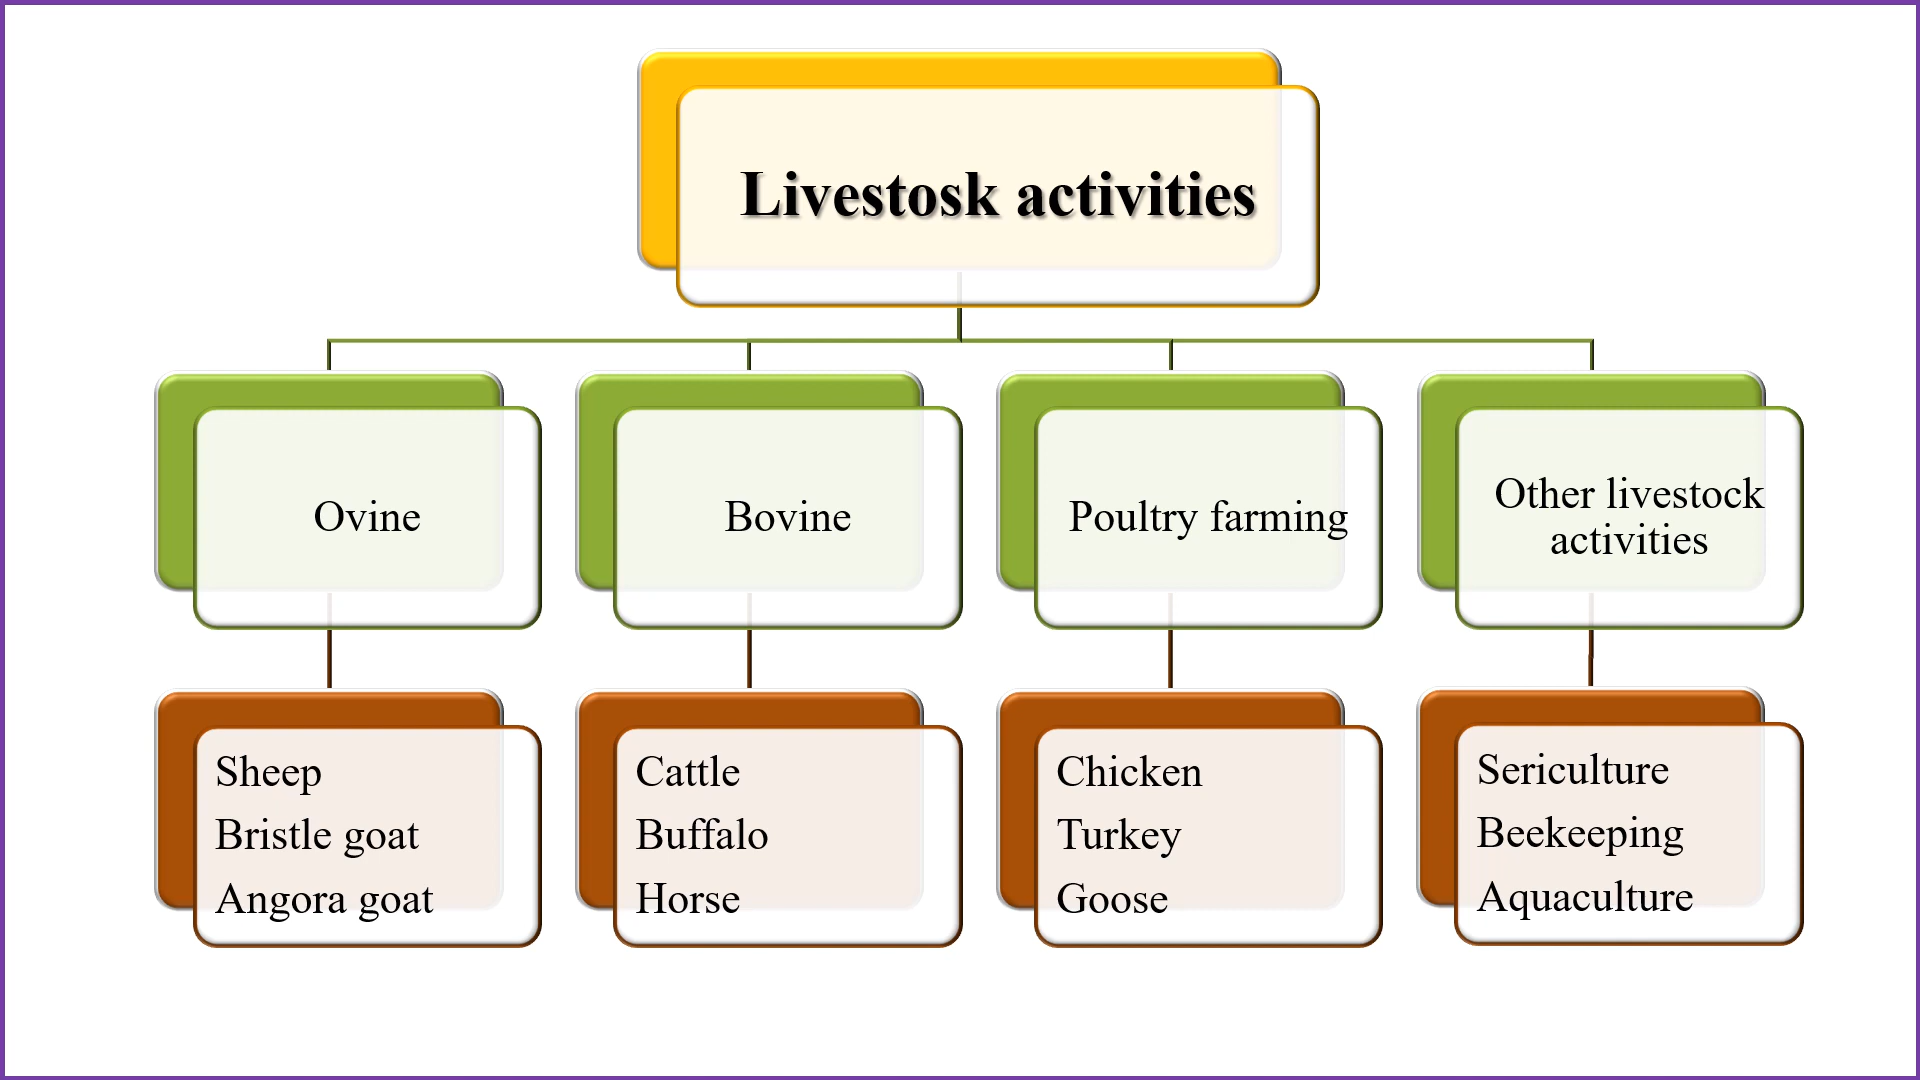 Livestosk activities
Ovine
Bovine
Poultry farming
Other livestock
activities
Sheep
Bristle goat
Angora goat
Cattle
Buffalo
Horse
Chicken
Turkey
Goose
Sericulture
Beekeeping
Aquaculture